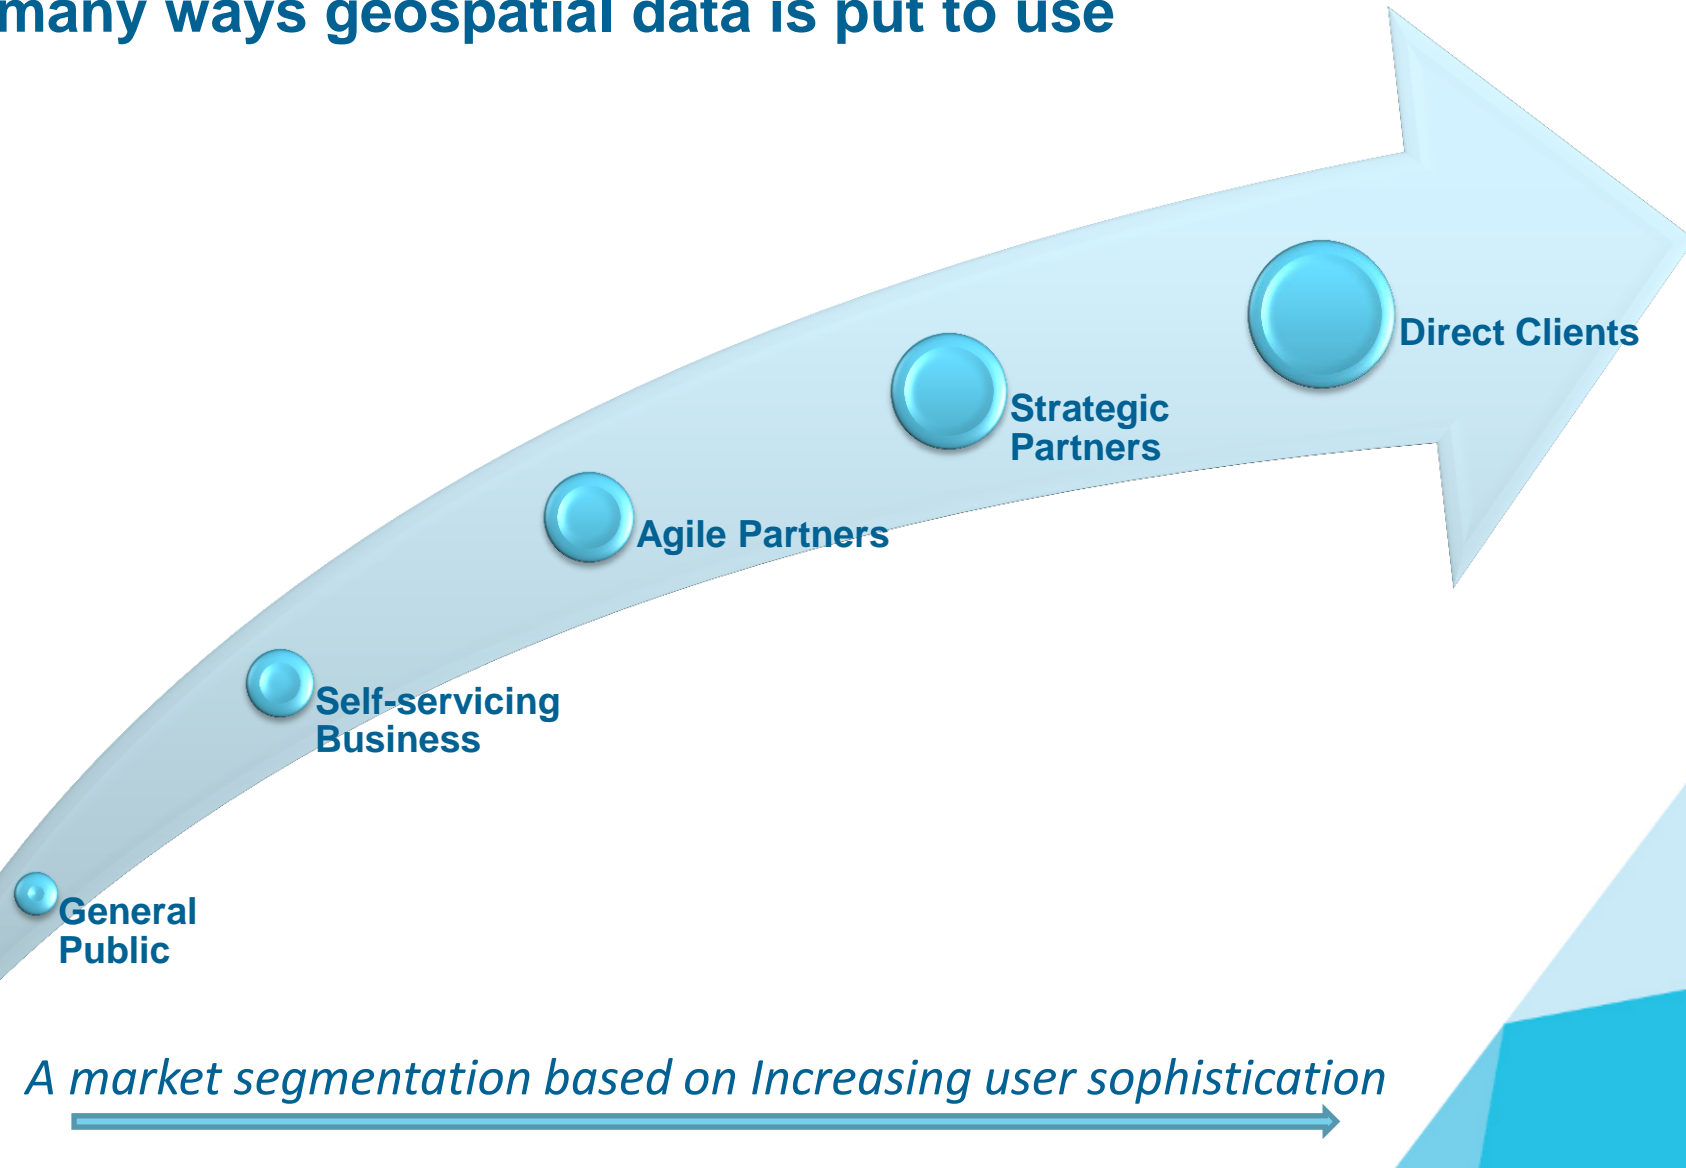 many ways geospatial data is put to use
Direct Clients
Strategic
Partners
Agile Partners
Self-servicing
Business
General
Public
A market segmentation based on Increasing user sophistication